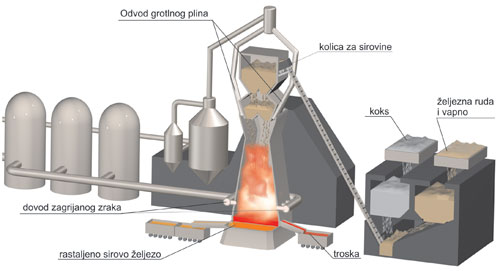 Odvod grotlnog plina
kolica za sirovine
željezna ruda
i vapno
koks
dovod zagrijanog zraka
rastaljeno sirovo željezo
troska